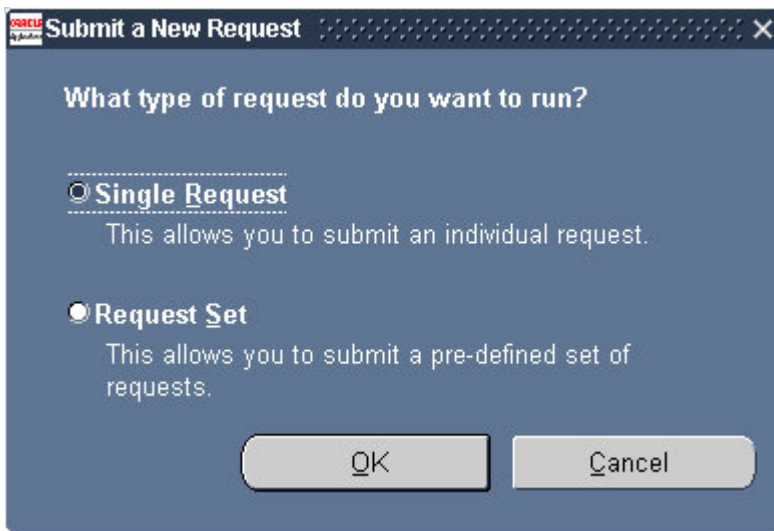 ORACLE
Submit a New Request
What type of request do you want to run?
Single Request
This allows you to submit an individual request.
Request Set
This allows you to submit a pre-defined set of
requests.
OK
Cancel